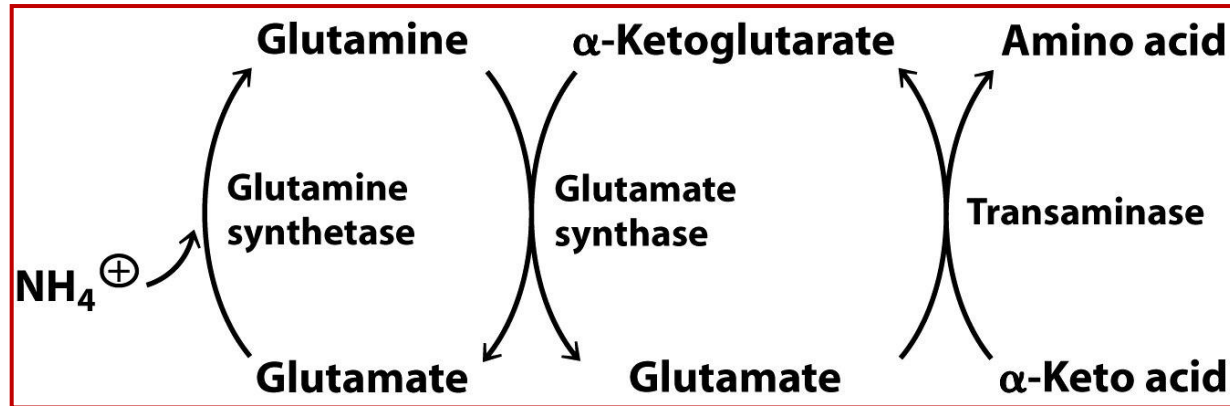 Glutamine
α-Ketoglutarate
Amino acid
Glutamine
synthetase
Glutamate
synthase
Transaminase
NH₄⊕
Glutamate
Glutamate
α-Keto acid